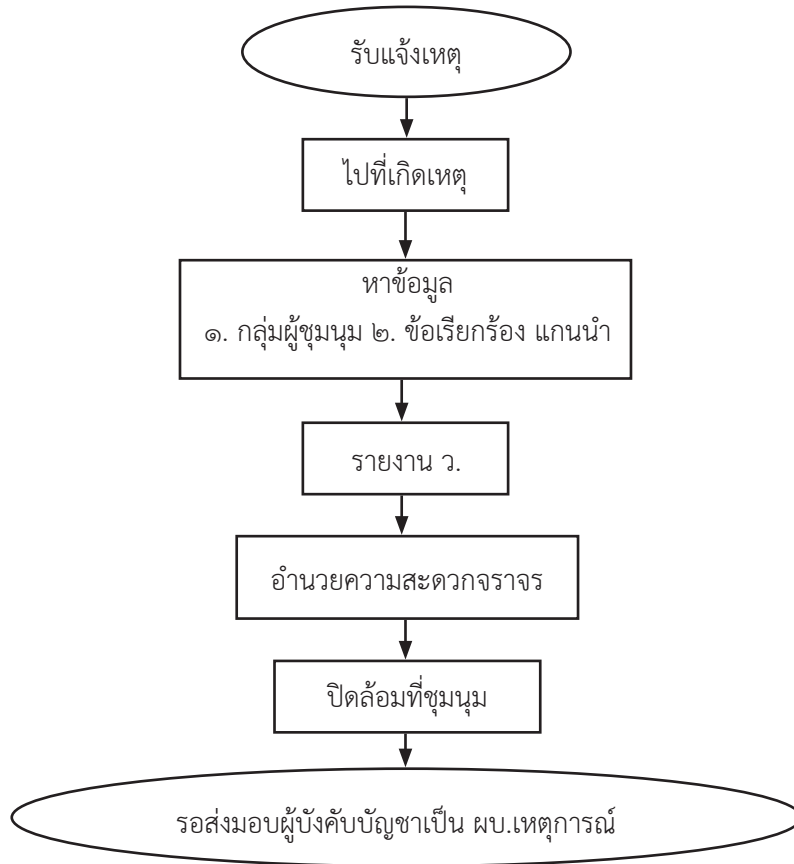 รับแจ้งเหตุ
ไปที่เกิดเหตุ
หาข้อมูล
๑. กลุ่มผู้ชุมนุม ๒. ข้อเรียกร้อง แกนนำ
รายงาน ว.
อำนวยความสะดวกจราจร
ปิดล้อมที่ชุมนุม
รอส่งมอบผู้บังคับบัญชาเป็น ผบ.เหตุการณ์